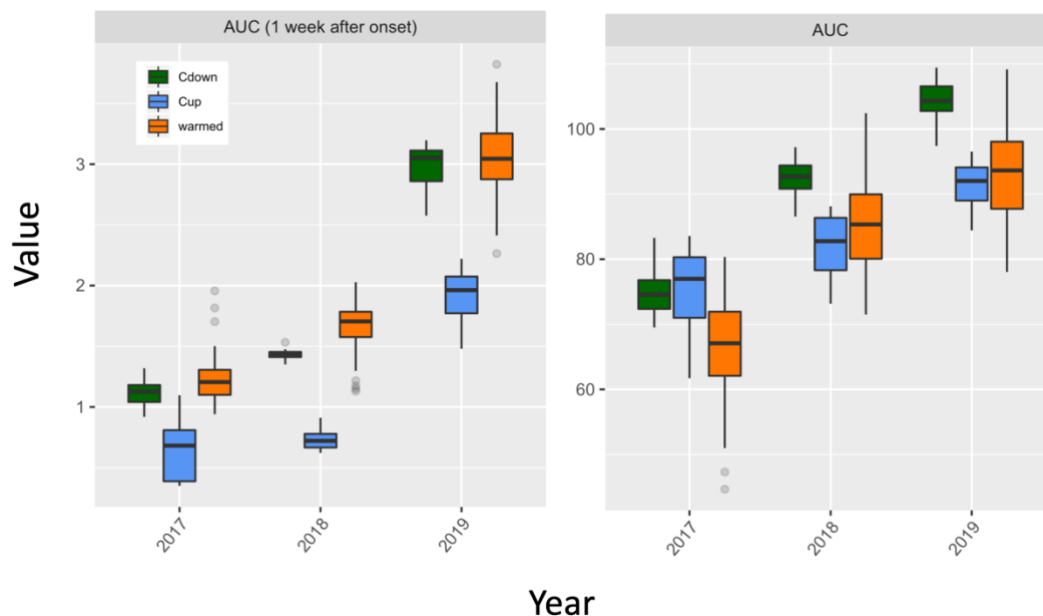 AUC (1 week after onset)
AUC
Cdown
Cup
warmed
3
2
1
100
80
60
Value
2017
2018
2019
2017
2018
2019
Year